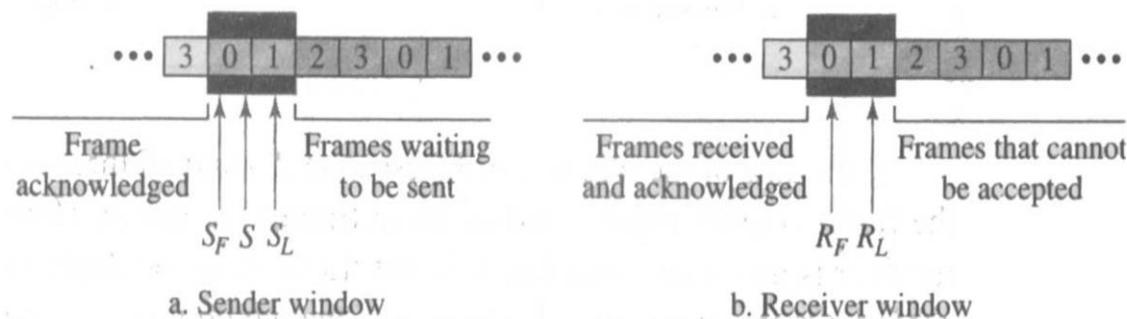 ••• 3 0 1 2 3 0 1 •••
Frame acknowledged
Frames waiting to be sent
S_F S S_L
a. Sender window
••• 3 0 1 2 3 0 1 •••
Frames received and acknowledged
Frames that cannot be accepted
R_F R_L
b. Receiver window